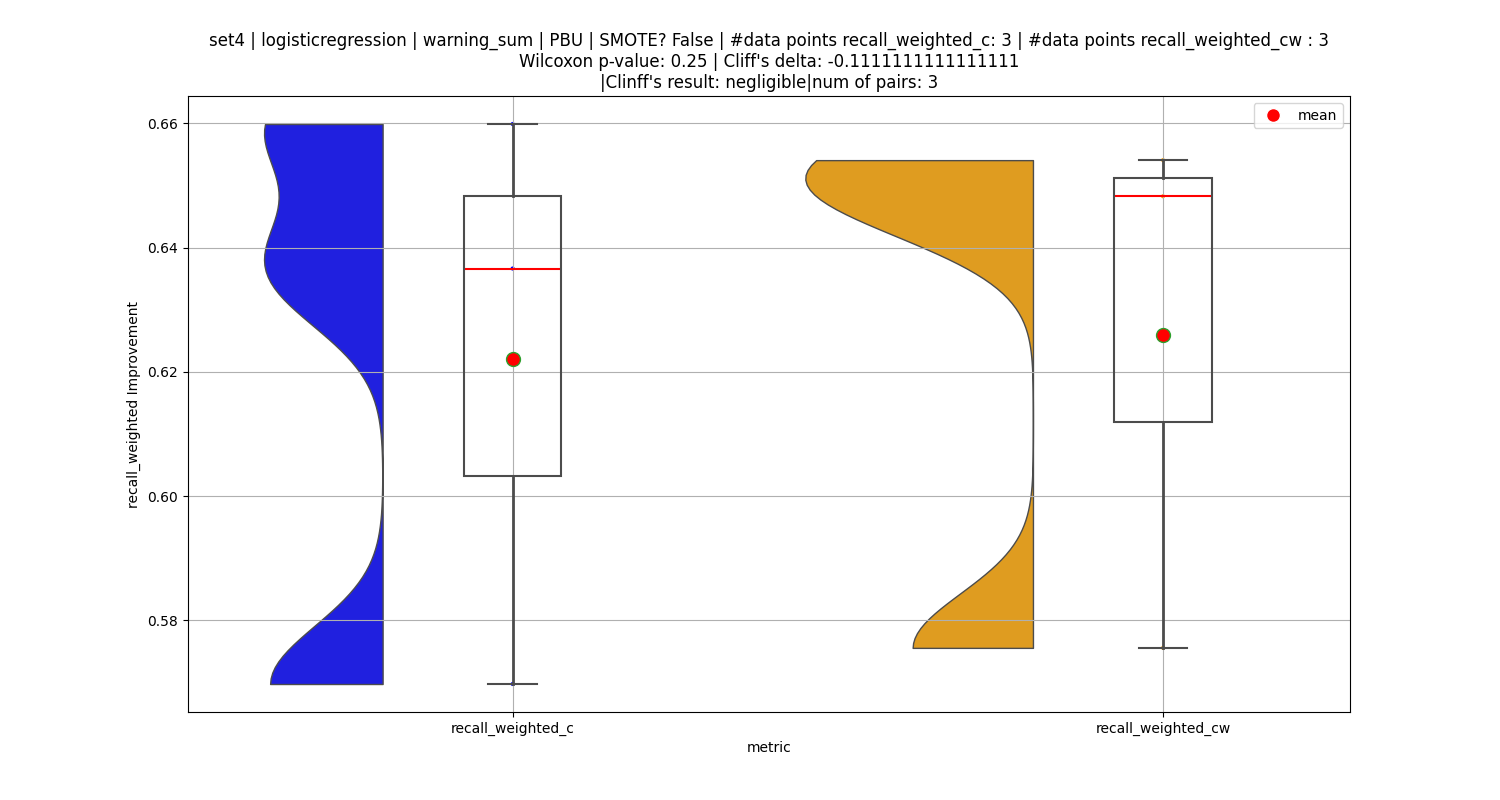 set4 | logisticregression | warning_sum | PBU | SMOTE? False | #data points recall_weighted_c: 3 | #data points recall_weighted_cw : 3
Wilcoxon p-value: 0.25 | Cliff's delta: -0.1111111111111111
|Clinff's result: negligible|num of pairs: 3
mean
0.66
0.64
0.62
0.60
0.58
recall_weighted Improvement
recall_weighted_c
recall_weighted_cw
metric